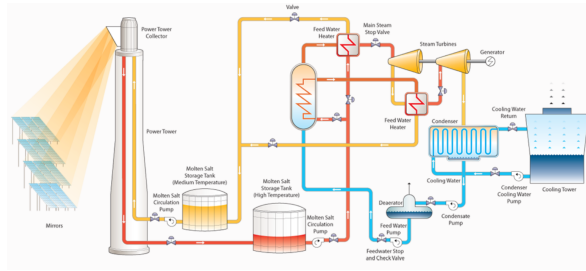 Valve
Power Tower
Collector
Feed Water
Heater
Main Steam
Stop Valve
Steam Turbines
Generator
Cooling Water
Return
Condenser
Feed Water
Heater
Power Tower
Molten Salt
Storage Tank
(Medium Temperature)
Molten Salt
Storage Tank
(High Temperature)
Molten Salt
Circulation
Pump
Molten Salt
Circulation
Pump
Deaerator
Cooling Water
Condenser
Cooling Water
Pump
Cooling Tower
Mirrors
Feed Water
Pump
Condensate
Pump
Feedwater Stop
and Check Valve